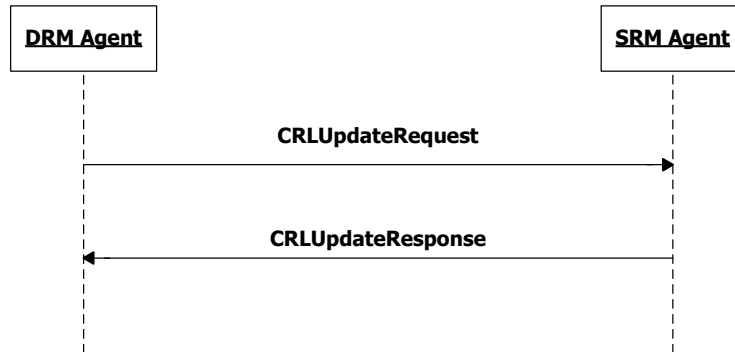 DRM Agent
SRM Agent
CRLUpdateRequest
CRLUpdateResponse